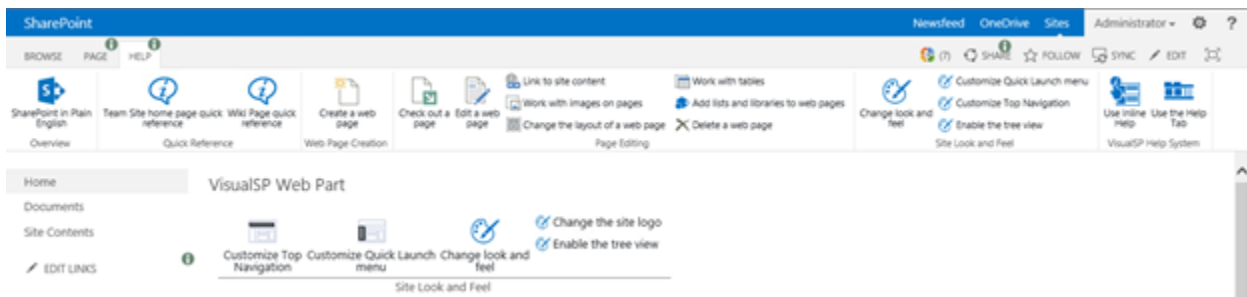 SharePoint
Newsfeed OneDrive Sites Administrator ?
BROWSE PAGE HELP
(7) SHARE FOLLOW SYNC EDIT
SharePoint in Plain
English
Overview
Team Site home page quick
reference
Wiki Page quick
reference
Quick Reference
Create a web
page
Web Page Creation
Check out a
page
Edit a web
page
Link to site content
Work with images on pages
Change the layout of a web page
Work with tables
Add lists and libraries to web pages
Delete a web page
Page Editing
Change look and
feel
Customize Quick Launch menu
Customize Top Navigation
Enable the tree view
Site Look and Feel
Use Inline
Help
Use the Help
Tab
VisualSP Help System
Home
Documents
Site Contents
EDIT LINKS
VisualSP Web Part
Customize Top
Navigation
Customize Quick Launch
menu
Change look and
feel
Change the site logo
Enable the tree view
Site Look and Feel